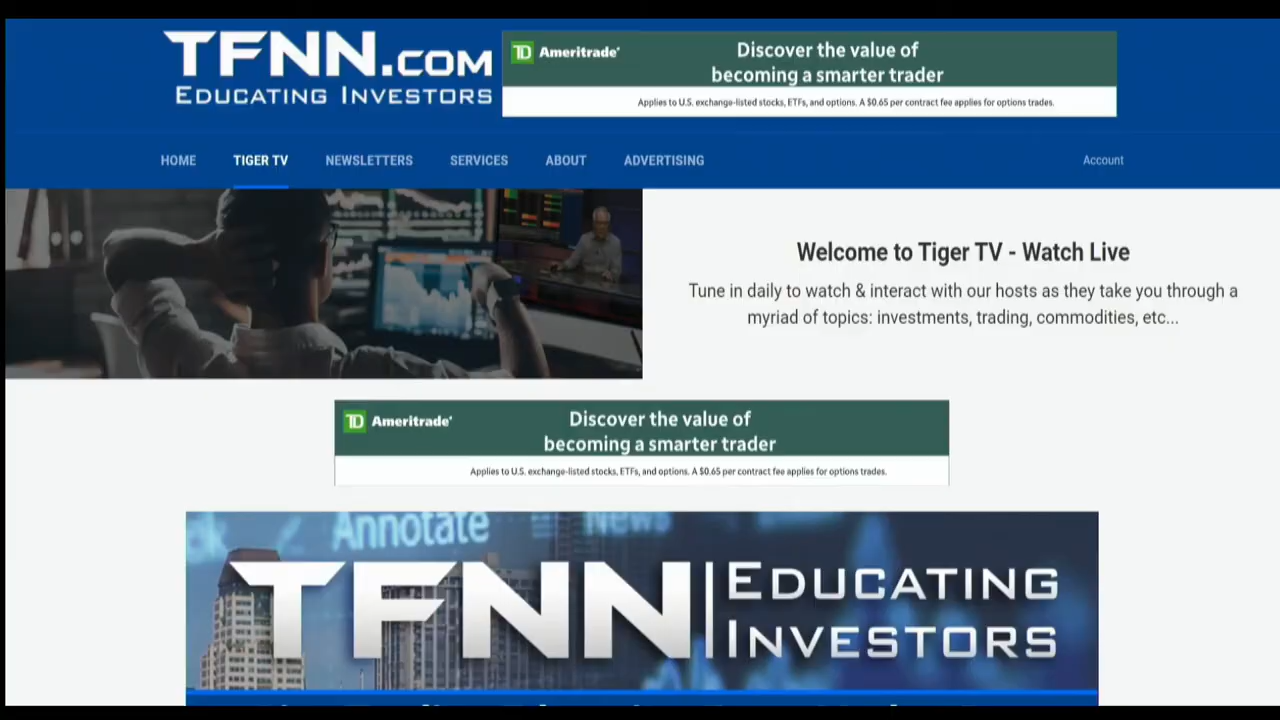 TFNN.COM
EDUCATING INVESTORS
TD Ameritrade
Discover the value of
becoming a smarter trader
Applies to U.S. exchange-listed stocks, ETFs, and options. A $0.65 per contract fee applies for options trades.
HOME TIGER TV NEWSLETTERS SERVICES ABOUT ADVERTISING Account
Welcome to Tiger TV - Watch Live
Tune in daily to watch & interact with our hosts as they take you through a
myriad of topics: investments, trading, commodities, etc...
TD Ameritrade
Discover the value of
becoming a smarter trader
Applies to U.S. exchange-listed stocks, ETFs, and options. A $0.65 per contract fee applies for options trades.
Annotate News
TFNN EDUCATING
INVESTORS